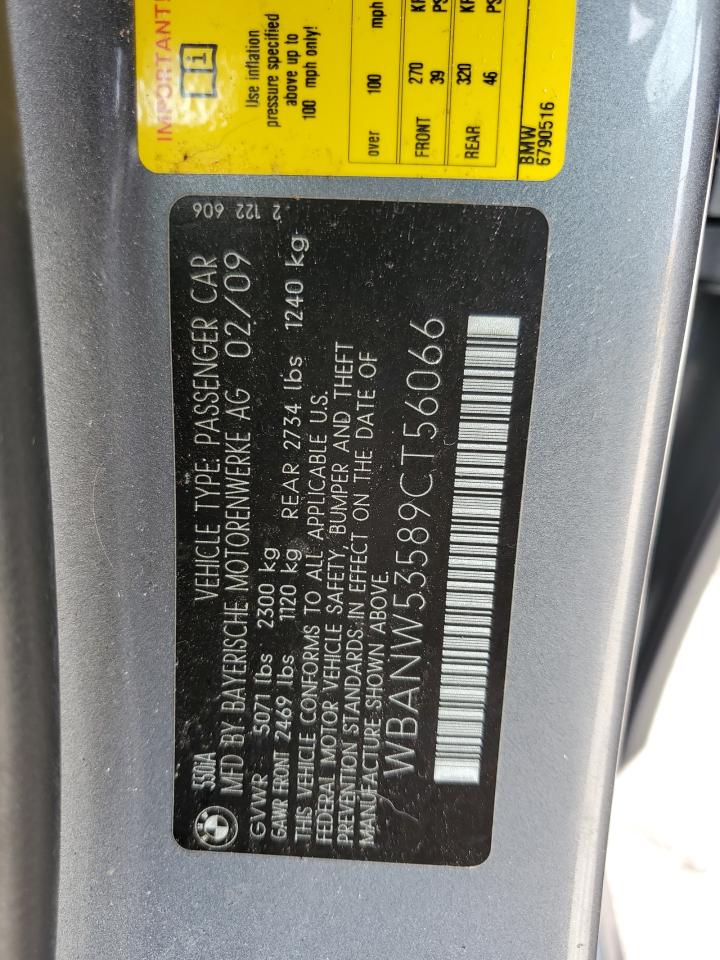 IMPORTANT!
i
Use inflation
pressure specified
above up to
100 mph only!
mph
over 100
FRONT 270
39
REAR 320
46
BMW
6790516
2 122 606
550iA VEHICLE TYPE: PASSENGER CAR
MFD BY BAYERISCHE MOTORENWERKE AG 02/09
GVWR 5071 lbs 2300 kg
GAWR FRONT 2469 lbs 1120 kg REAR 2734 lbs 1240 kg
THIS VEHICLE CONFORMS TO ALL APPLICABLE U.S.
FEDERAL MOTOR VEHICLE SAFETY, BUMPER AND THEFT
PREVENTION STANDARDS IN EFFECT ON THE DATE OF
MANUFACTURE SHOWN ABOVE.
WBANW53589CT56066